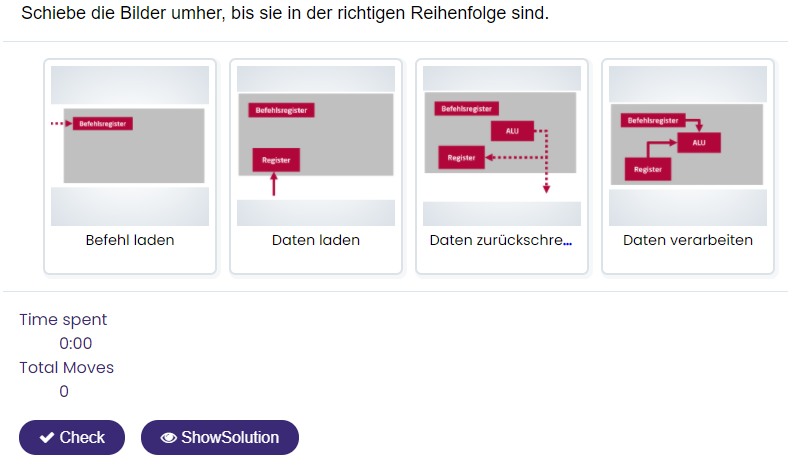 Schiebe die Bilder umher, bis sie in der richtigen Reihenfolge sind.
Befehlsregister
Befehl laden
Befehlsregister
Register
Daten laden
Befehlsregister
ALU
Register
Daten zurückschre...
Befehlsregister
ALU
Register
Daten verarbeiten
Time spent
0:00
Total Moves
0
Check
ShowSolution